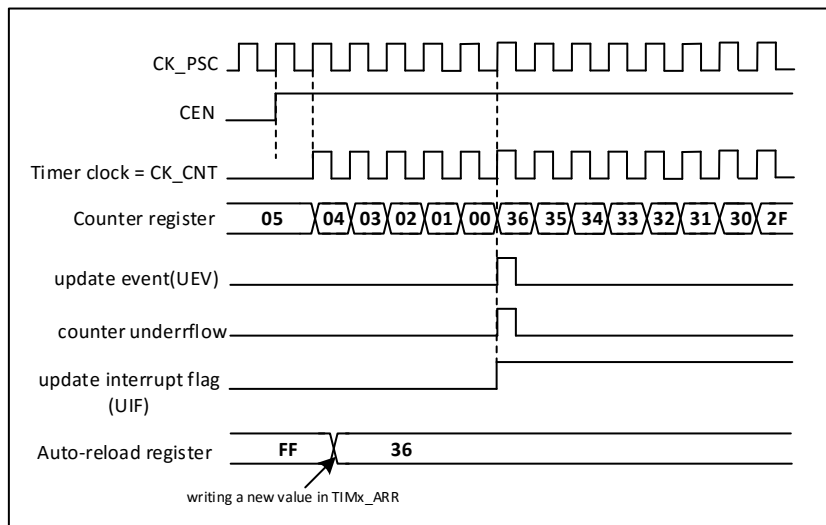 CK_PSC
CEN
Timer clock = CK_CNT
Counter register 05 04 03 02 01 00 36 35 34 33 32 31 30 2F
update event(UEV)
counter underrflow
update interrupt flag
(UIF)
Auto-reload register FF 36
writing a new value in TIMx_ARR